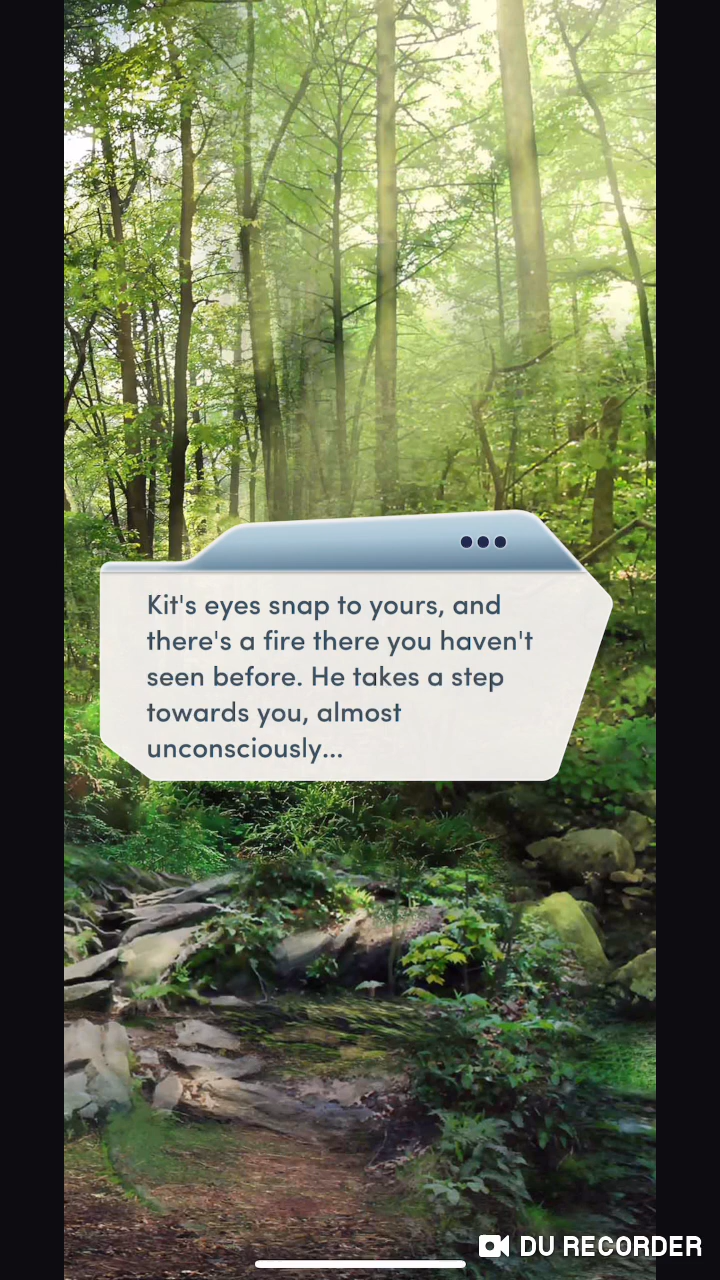 Kit's eyes snap to yours, and
there's a fire there you haven't
seen before. He takes a step
towards you, almost
unconsciously...
DU RECORDER